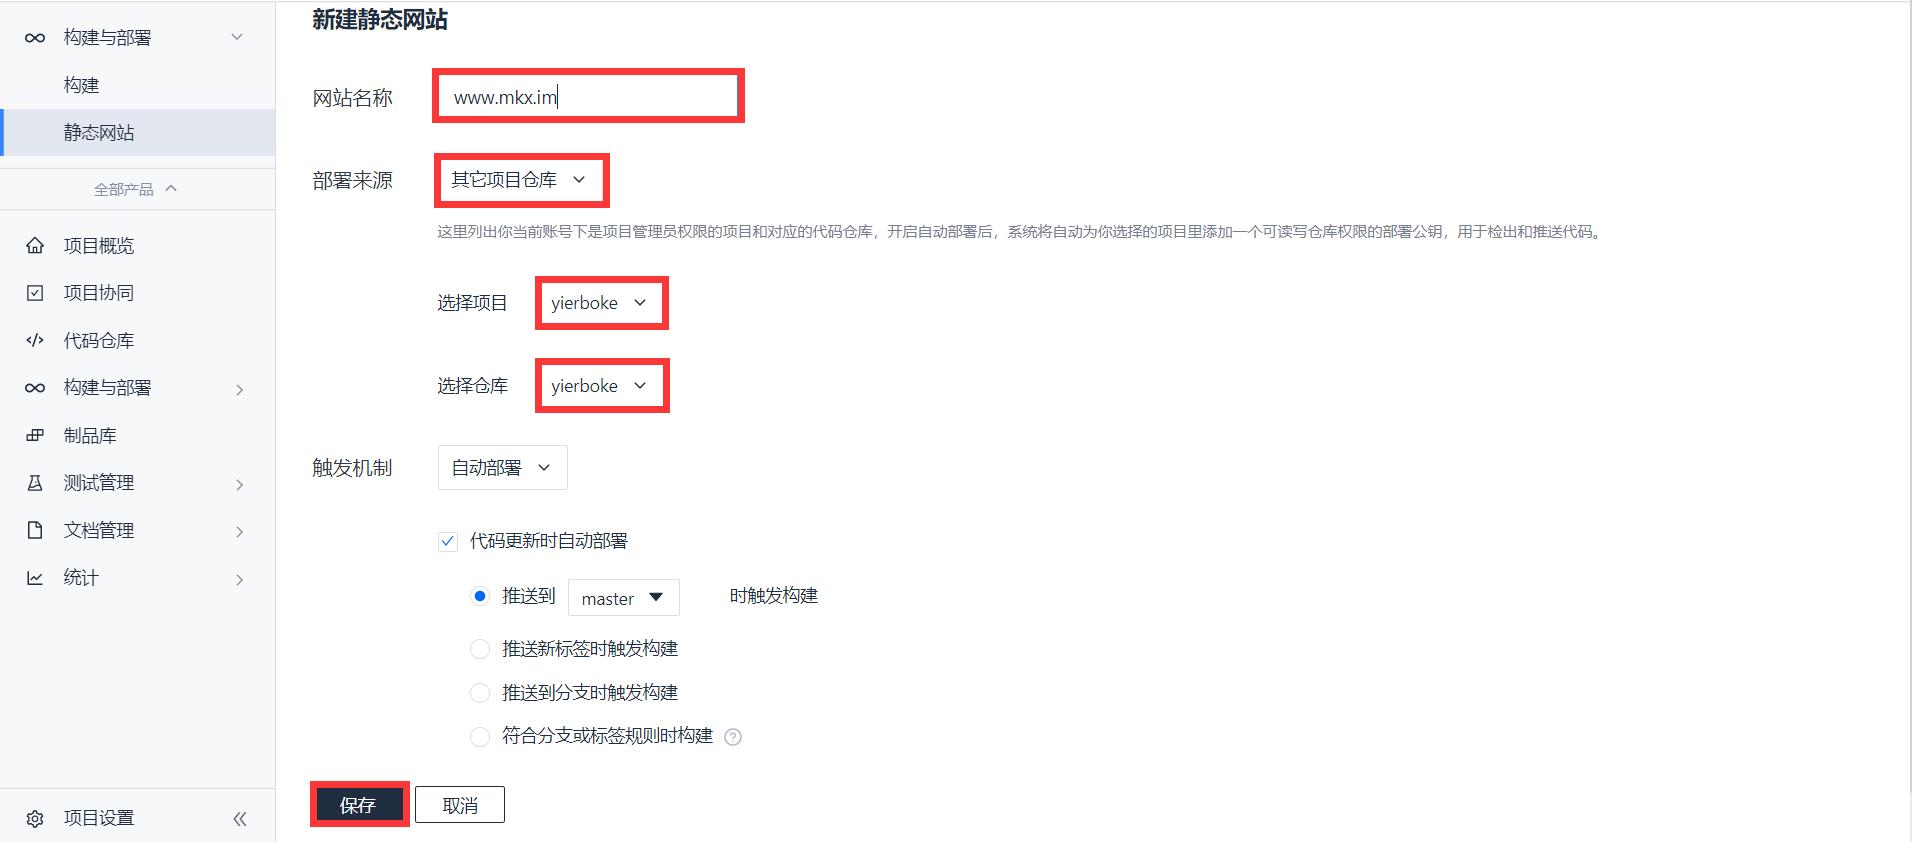 新建静态网站
构建与部署
构建
静态网站
全部产品
项目概览
项目协同
代码仓库
构建与部署
制品库
测试管理
文档管理
统计
项目设置
网站名称
www.mkx.im
部署来源
其它项目仓库
这里列出你当前账号下是项目管理员权限的项目和对应的代码仓库，开启自动部署后，系统将自动为你选择的项目里添加一个可读写仓库权限的部署公钥，用于检出和推送代码。
选择项目 yierboke
选择仓库 yierboke
触发机制 自动部署
代码更新时自动部署
推送到 master 时触发构建
推送新标签时触发构建
推送到分支时触发构建
符合分支或标签规则时构建
保存 取消